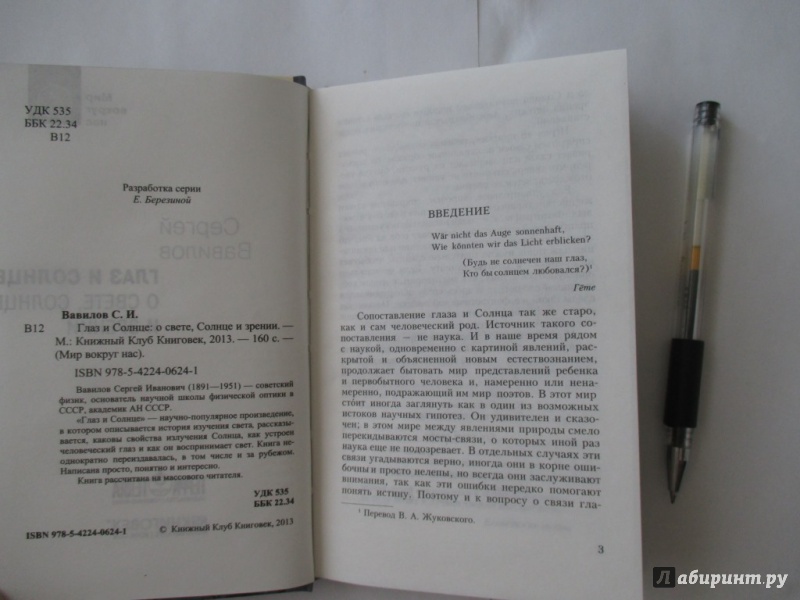 УДК 535
ББК 22.34
В12
Разработка серии
Е. Березиной
Сергей
Вавилов
ГЛАЗ И СОЛНЦЕ
О СВЕТЕ, СОЛНЦЕ
Вавилов С. И.
В12 Глаз и Солнце: о свете, Солнце и зрении. —
М.: Книжный Клуб Книговек, 2013. — 160 с. —
(Мир вокруг нас).
ISBN 978-5-4224-0624-1
Вавилов Сергей Иванович (1891—1951) — советский
физик, основатель научной школы физической оптики в
СССР, академик АН СССР.
«Глаз и Солнце» — научно-популярное произведение,
в котором описывается история изучения света, рассказы-
вается, каковы свойства излучения Солнца, как устроен
человеческий глаз и как он воспринимает свет. Книга не-
однократно переиздавалась, в том числе и за рубежом.
Написана просто, понятно и интересно.
Книга рассчитана на массового читателя.
УДК 535
ББК 22.34
ISBN 978-5-4224-0624-1
© Книжный Клуб Книговек, 2013
ВВЕДЕНИЕ
Wär nicht das Auge sonnenhaft,
Wie könnten wir das Licht erblicken?
(Будь не солнечен наш глаз,
Кто бы солнцем любовался?)¹
Гёте
Сопоставление глаза и Солнца так же старо,
как и сам человеческий род. Источник такого со-
поставления — не наука. И в наше время рядом
с наукой, одновременно с картиной явлений, рас-
крытой и объясненной новым естествознанием,
продолжает бытовать мир представлений ребенка
и первобытного человека и, намеренно или нена-
меренно, подражающий им мир поэтов. В этот мир
стóит иногда заглянуть как в один из возможных
истоков научных гипотез. Он удивителен и сказо-
чен; в этом мире между явлениями природы смело
перекидываются мосты-связи, о которых иной раз
наука еще не подозревает. В отдельных случаях эти
связи угадываются верно, иногда они в корне оши-
бочны и просто нелепы, но всегда они заслуживают
внимания, так как эти ошибки нередко помогают
понять истину. Поэтому и к вопросу о связи гла-
¹ Перевод В. А. Жуковского.
3
Лабиринт.ру